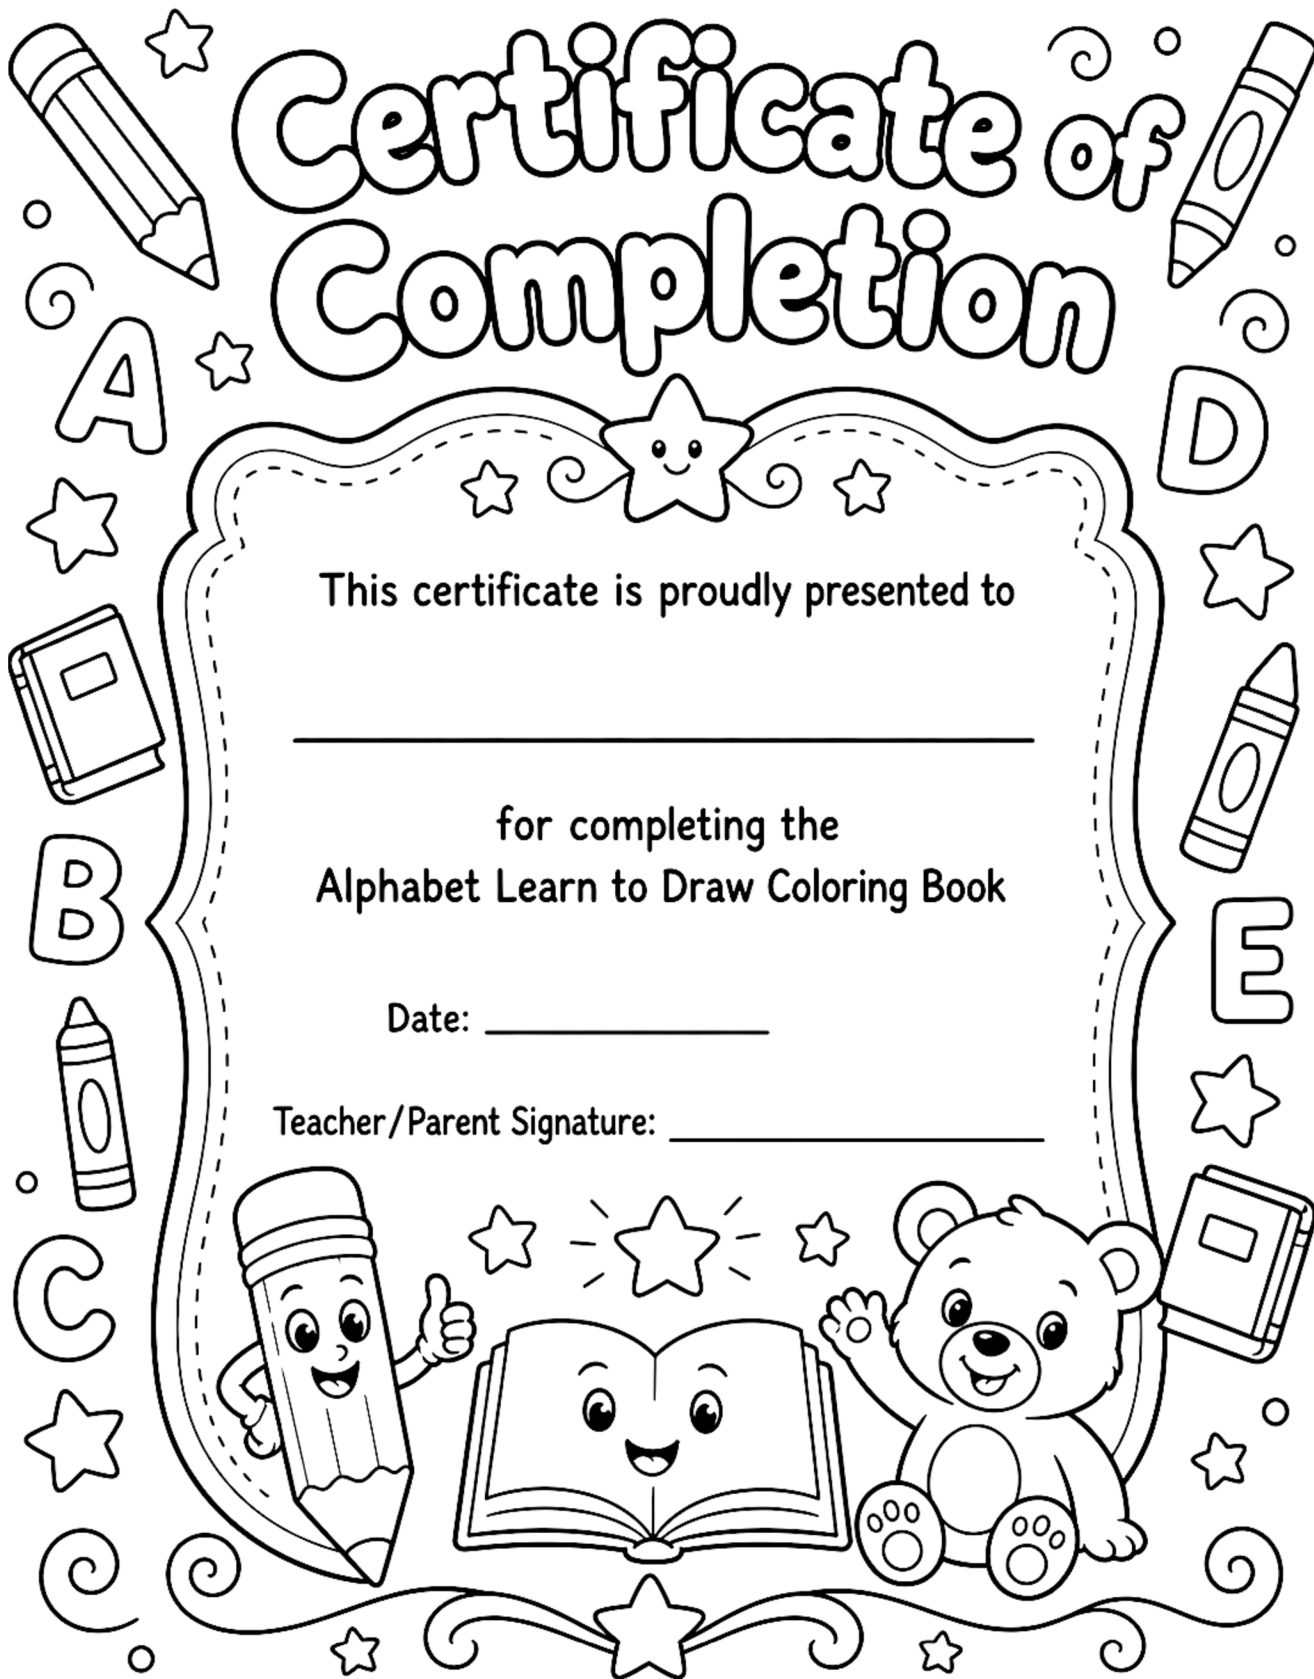 Certificate of
Completion
A
D
This certificate is proudly presented to
for completing the
Alphabet Learn to Draw Coloring Book
B
E
Date:
Teacher/Parent Signature:
C